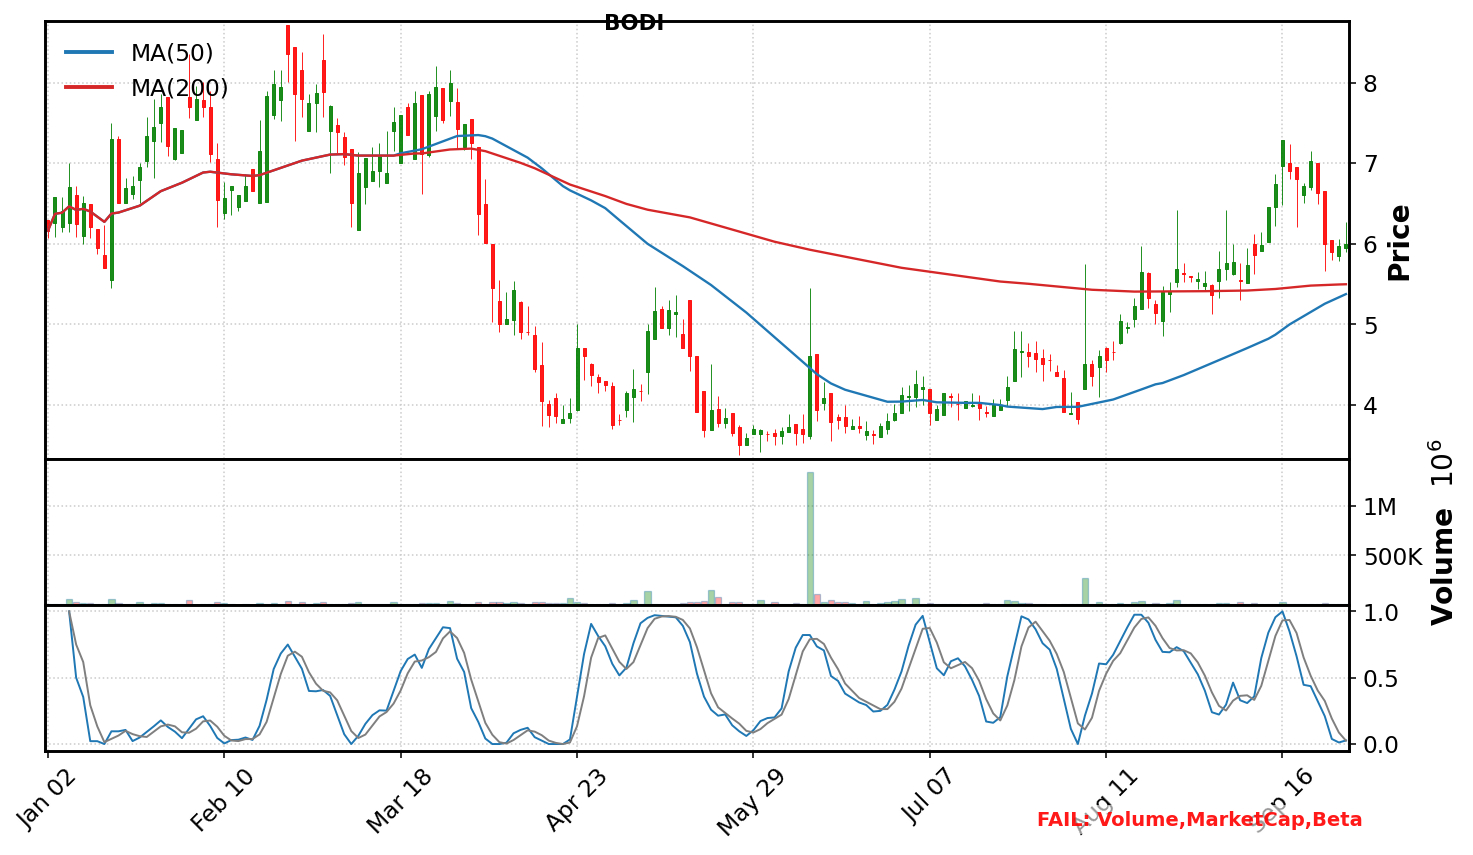 BODI
MA(50)
MA(200)
8
7
6
5
4
Price
1M
500K
Volume 10⁶
1.0
0.5
0.0
Jan 02
Feb 10
Mar 18
Apr 23
May 29
Jul 07
Aug 11
Sep 16
FAIL: Volume,MarketCap,Beta